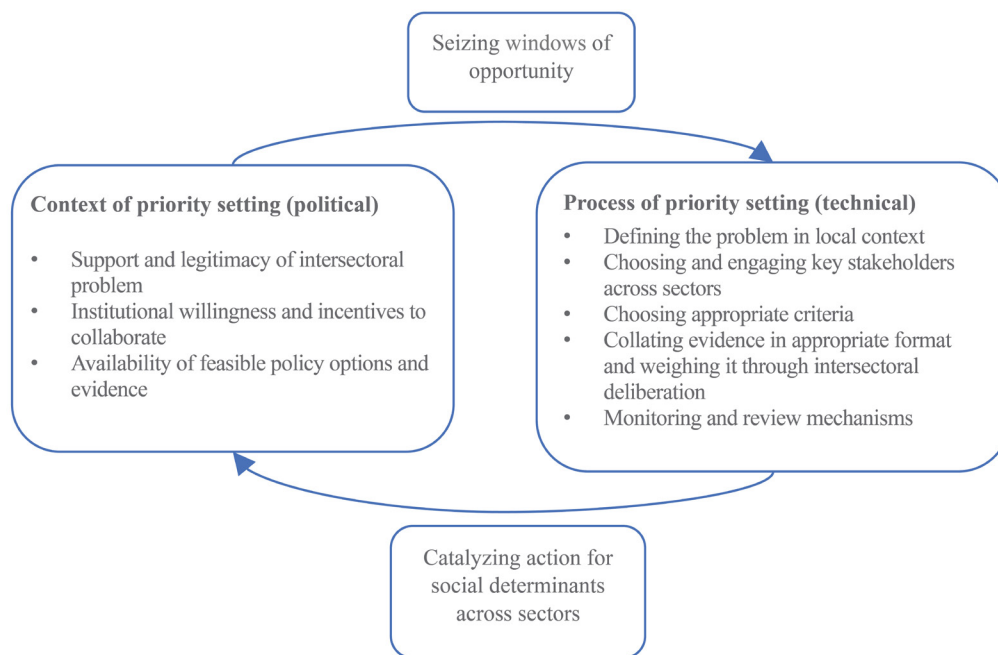 Seizing windows of
opportunity
Context of priority setting (political)
• Support and legitimacy of intersectoral
problem
• Institutional willingness and incentives to
collaborate
• Availability of feasible policy options and
evidence
Process of priority setting (technical)
• Defining the problem in local context
• Choosing and engaging key stakeholders
across sectors
• Choosing appropriate criteria
• Collating evidence in appropriate format
and weighing it through intersectoral
deliberation
• Monitoring and review mechanisms
Catalyzing action for
social determinants
across sectors